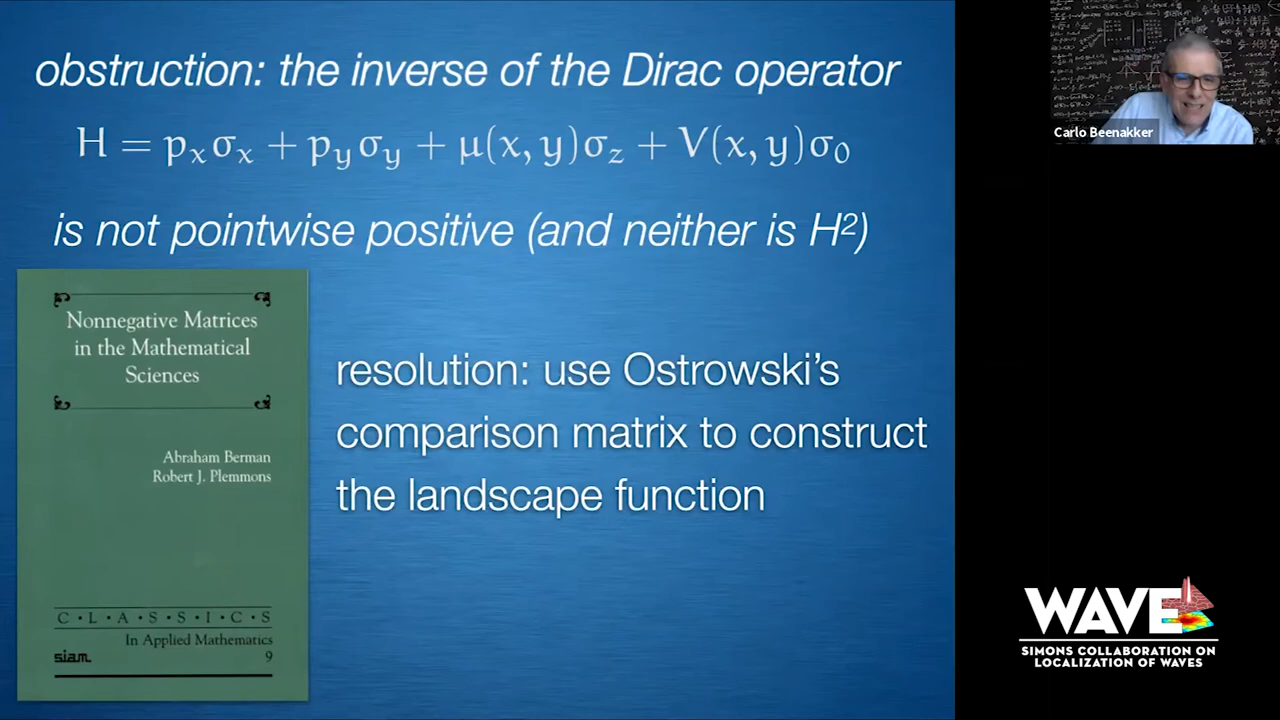 obstruction: the inverse of the Dirac operator
H = pₓσₓ + p_yσ_y + μ(x, y)σ_z + V(x, y)σ₀
is not pointwise positive (and neither is H²)
Nonnegative Matrices
in the Mathematical
Sciences
Abraham Berman
Robert J. Plemmons
C·L·A·S·S·I·C·S
In Applied Mathematics
siam
9
resolution: use Ostrowski’s
comparison matrix to construct
the landscape function
Carlo Beenakker
WAVE
SIMONS COLLABORATION ON
LOCALIZATION OF WAVES